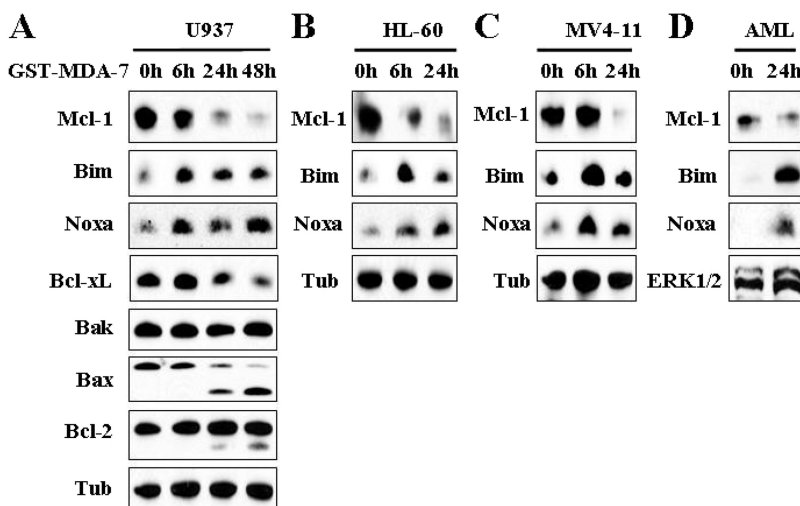 A U937
GST-MDA-7 0h 6h 24h 48h
Mcl-1
Bim
Noxa
Bcl-xL
Bak
Bax
Bcl-2
Tub
B HL-60
0h 6h 24h
Mcl-1
Bim
Noxa
Tub
C MV4-11
0h 6h 24h
Mcl-1
Bim
Noxa
Tub
D AML
0h 24h
Mcl-1
Bim
Noxa
ERK1/2